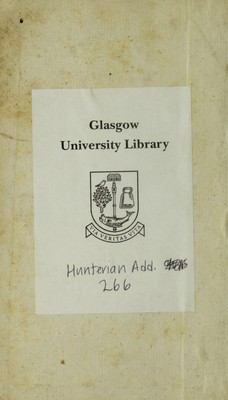 Glasgow
University Library
VIA VERITAS VITA
Hunterian Add.
266